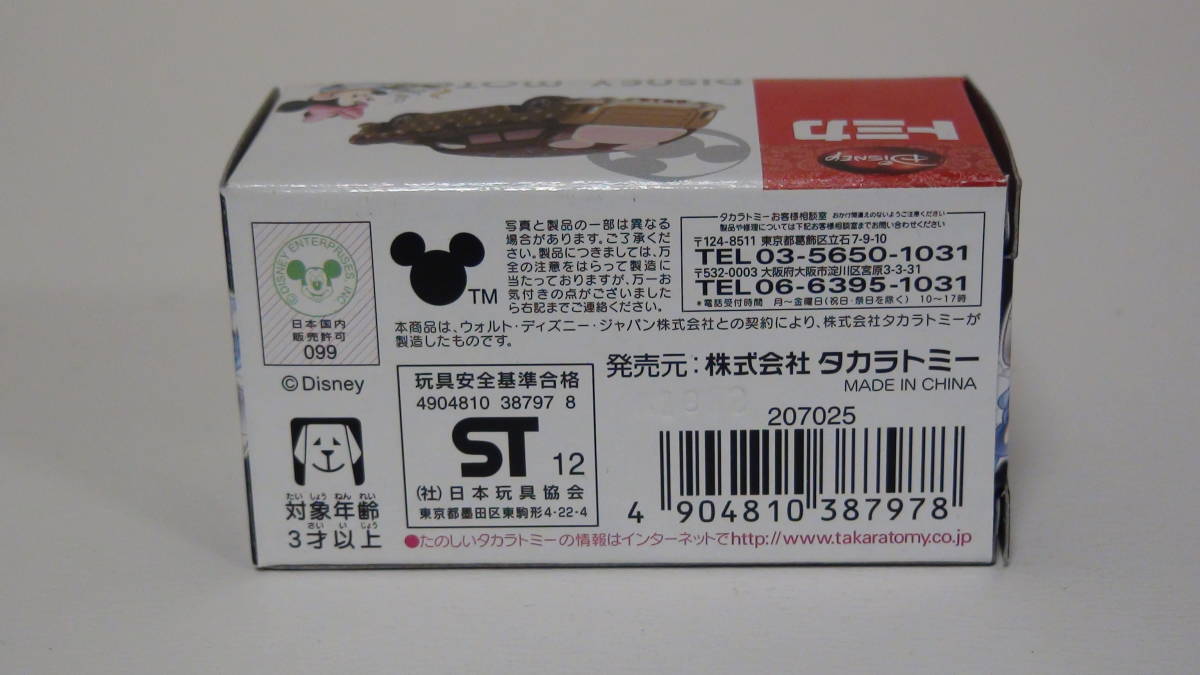 DISNEY MOT
トミカ
Disney
© DISNEY ENTERPRISES, INC.
日本国内
販売許可
099
©Disney
TM
写真と製品の一部は異なる
場合があります。ご了承くだ
さい。製品につきましては、万
全の注意をはらって製造に
当たっておりますが、万一お
気付きの点がございました
ら右記までご連絡ください。
タカラトミーお客様相談室 おかけ間違えのないようご注意ください
製品や修理については下記お客様相談室までお問い合わせください
〒124-8511 東京都葛飾区立石7-9-10
TEL 03-5650-1031
〒532-0003 大阪府大阪市淀川区宮原3-3-31
TEL 06-6395-1031
*電話受付時間 月〜金曜日(祝日・祭日を除く) 10〜17時
本商品は、ウォルト・ディズニー・ジャパン株式会社との契約により、株式会社タカラトミーが
製造したものです。
発売元:株式会社 タカラトミー
MADE IN CHINA
玩具安全基準合格
4904810 38797 8
ST 12
(社)日本玩具協会
東京都墨田区東駒形4-22-4
207025
4 904810 387978
たいしょうねんれい
対象年齢
さいいじょう
3才以上
●たのしいタカラトミーの情報はインターネットでhttp://www.takaratomy.co.jp